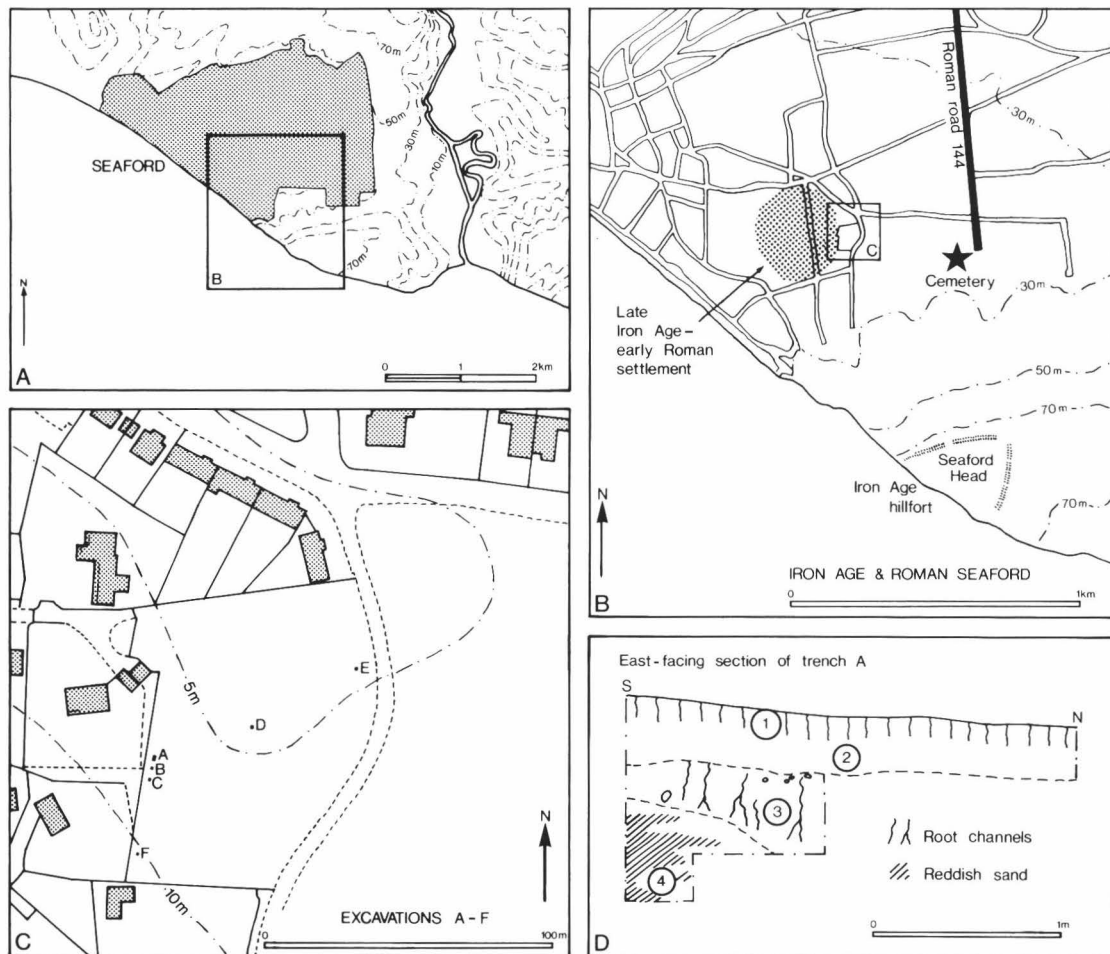 70m
50m
30m
10m
SEAFORD
B
70m
N
A
0 1 2km
Roman road 144
30m
C
Cemetery
30m
Late
Iron Age –
early Roman
settlement
50m
70m
Seaford
Head
Iron Age
hillfort
70m
N
IRON AGE & ROMAN SEAFORD
B
0 1km
5m
E
D
A
B
C
F
N
10m
EXCAVATIONS A - F
C
0 100m
East-facing section of trench A
S
N
1
2
3
Root channels
Reddish sand
4
0 1m
D